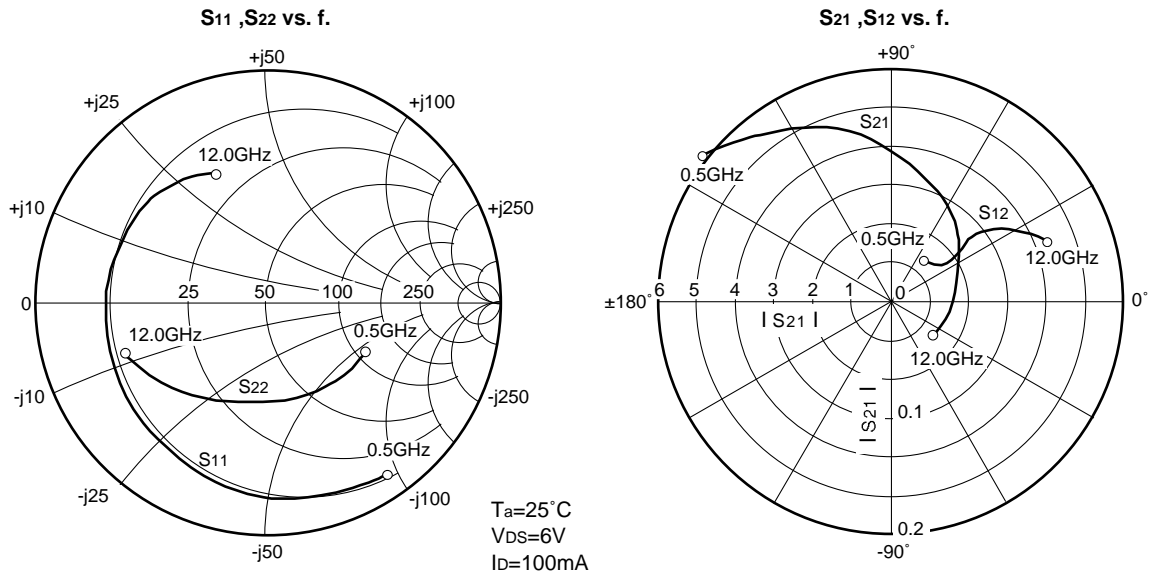 S11 ,S22 vs. f.
+j50
+j25
+j100
12.0GHz
+j10
+j250
0
25
50
100
250
12.0GHz
0.5GHz
S22
-j10
-j250
0.5GHz
S11
-j25
-j100
-j50
Ta=25˚C
VDS=6V
ID=100mA
S21 ,S12 vs. f.
+90˚
S21
0.5GHz
S12
0.5GHz
12.0GHz
±180˚
6
5
4
3
2
1
0
0˚
I S21 I
12.0GHz
I S21 I
0.1
0.2
-90˚